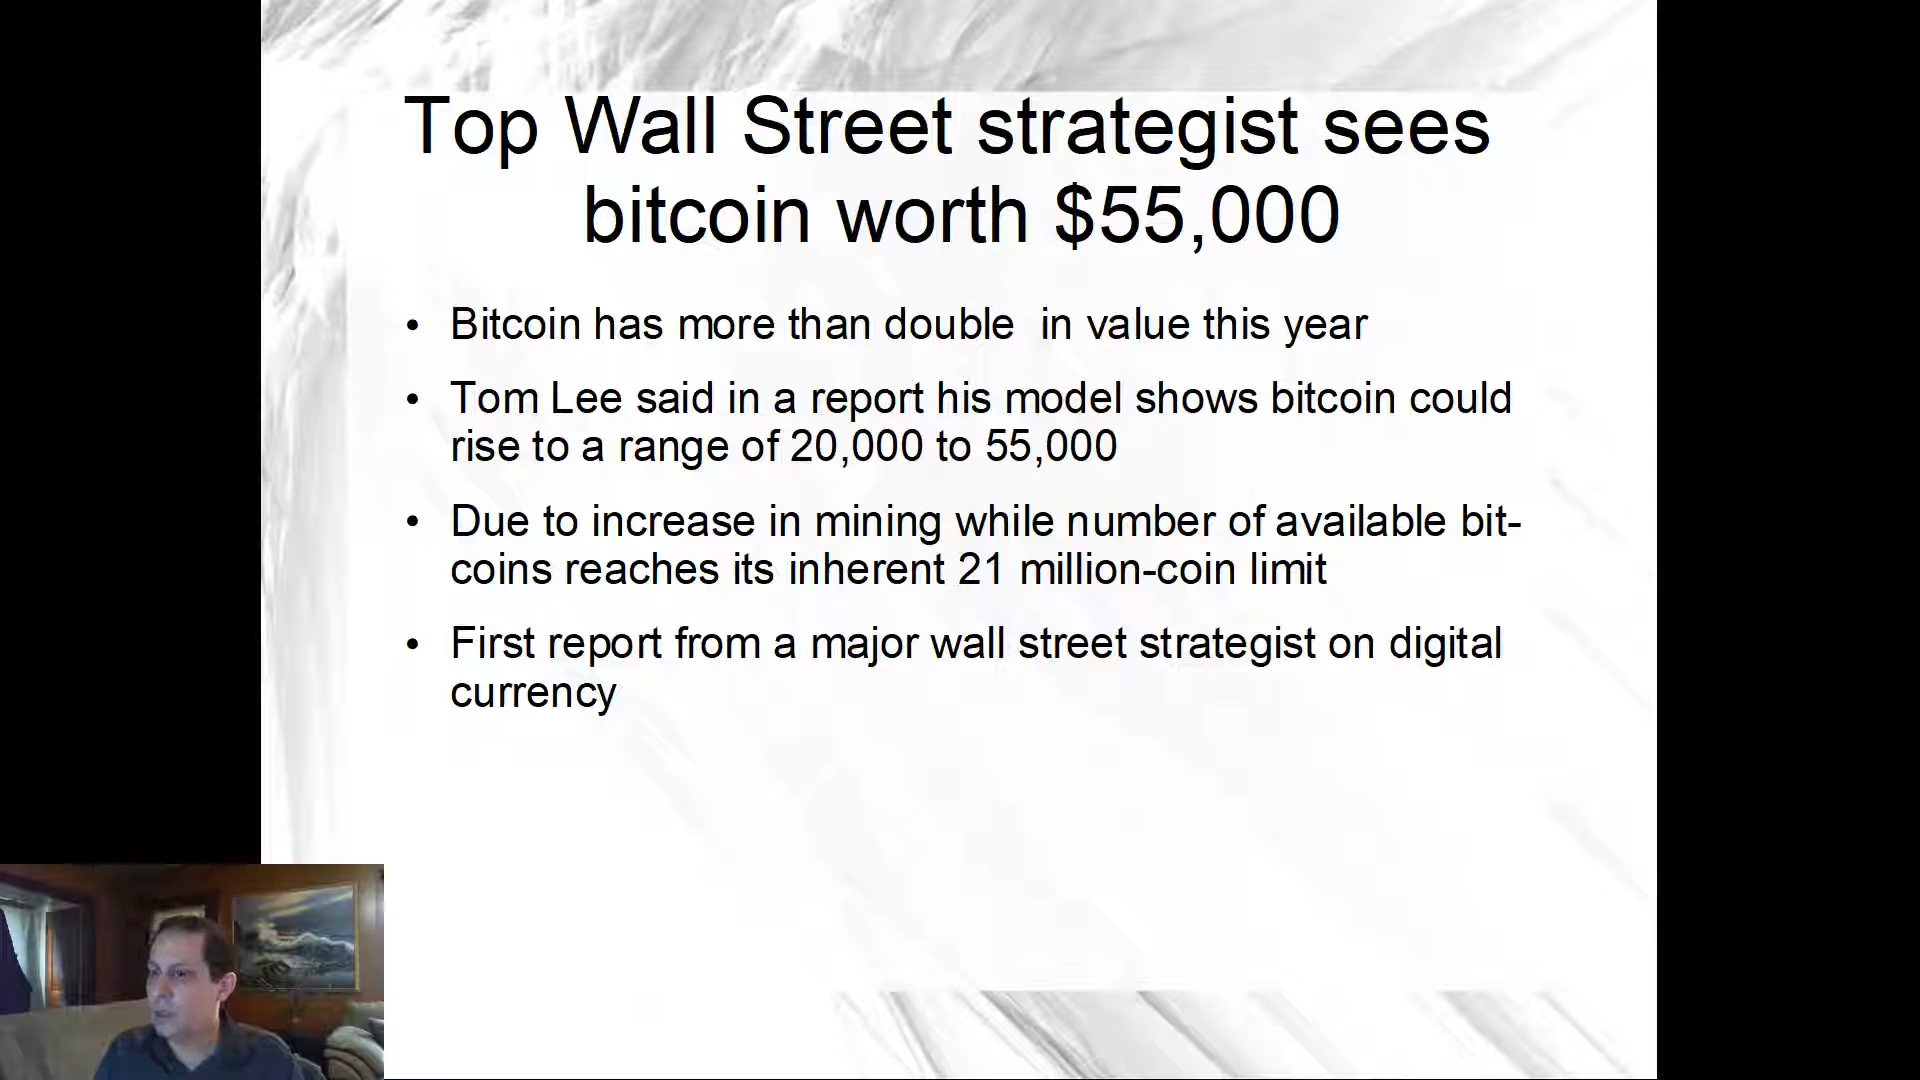 Top Wall Street strategist sees
bitcoin worth $55,000
• Bitcoin has more than double  in value this year
• Tom Lee said in a report his model shows bitcoin could
rise to a range of 20,000 to 55,000
• Due to increase in mining while number of available bit-
coins reaches its inherent 21 million-coin limit
• First report from a major wall street strategist on digital
currency